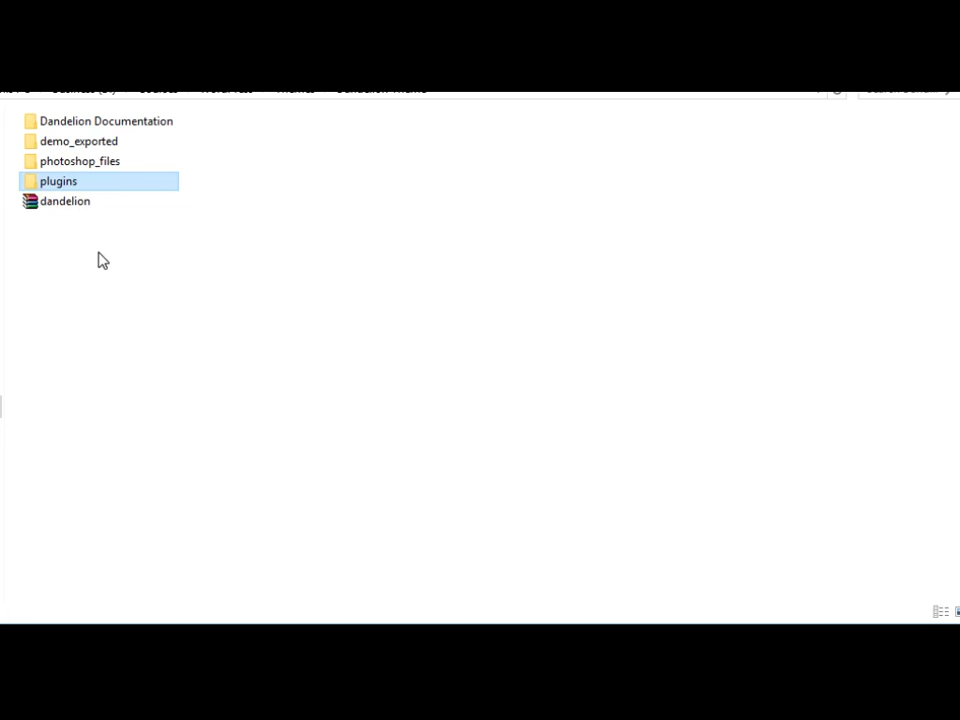 Dandelion Documentation
demo_exported
photoshop_files
plugins
dandelion